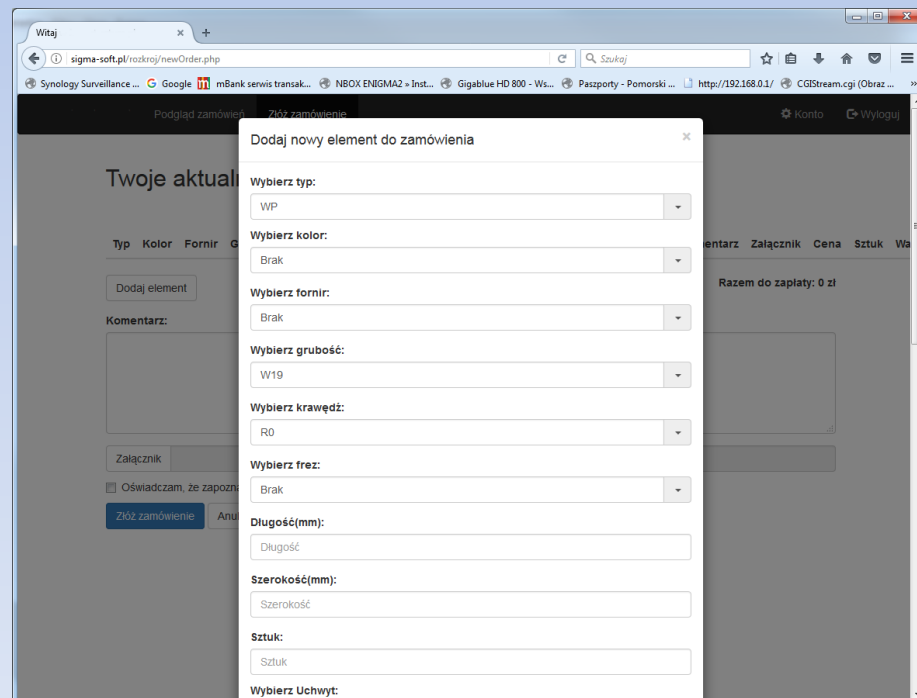 Witaj
sigma-soft.pl/rozkroj/newOrder.php
Szukaj
Synology Surveillance ... Google mBank serwis transak... NBOX ENIGMA2 » Inst... Gigablue HD 800 - Ws... Paszporty - Pomorski ... http://192.168.0.1/ CGIStream.cgi (Obraz ... »
Podgląd zamówień Złóż zamówienie Konto Wyloguj
Dodaj nowy element do zamówienia ×
Twoje aktualn
Wybierz typ:
WP
Wybierz kolor:
Typ Kolor Fornir G entarz Załącznik Cena Sztuk Wa
Brak
Dodaj element
Razem do zapłaty: 0 zł
Wybierz fornir:
Brak
Komentarz:
Wybierz grubość:
W19
Wybierz krawędź:
R0
Załącznik
Wybierz frez:
Brak
Oświadczam, że zapozna
Złóż zamówienie Anul
Długość(mm):
Długość
Szerokość(mm):
Szerokość
Sztuk:
Sztuk
Wybierz Uchwyt: